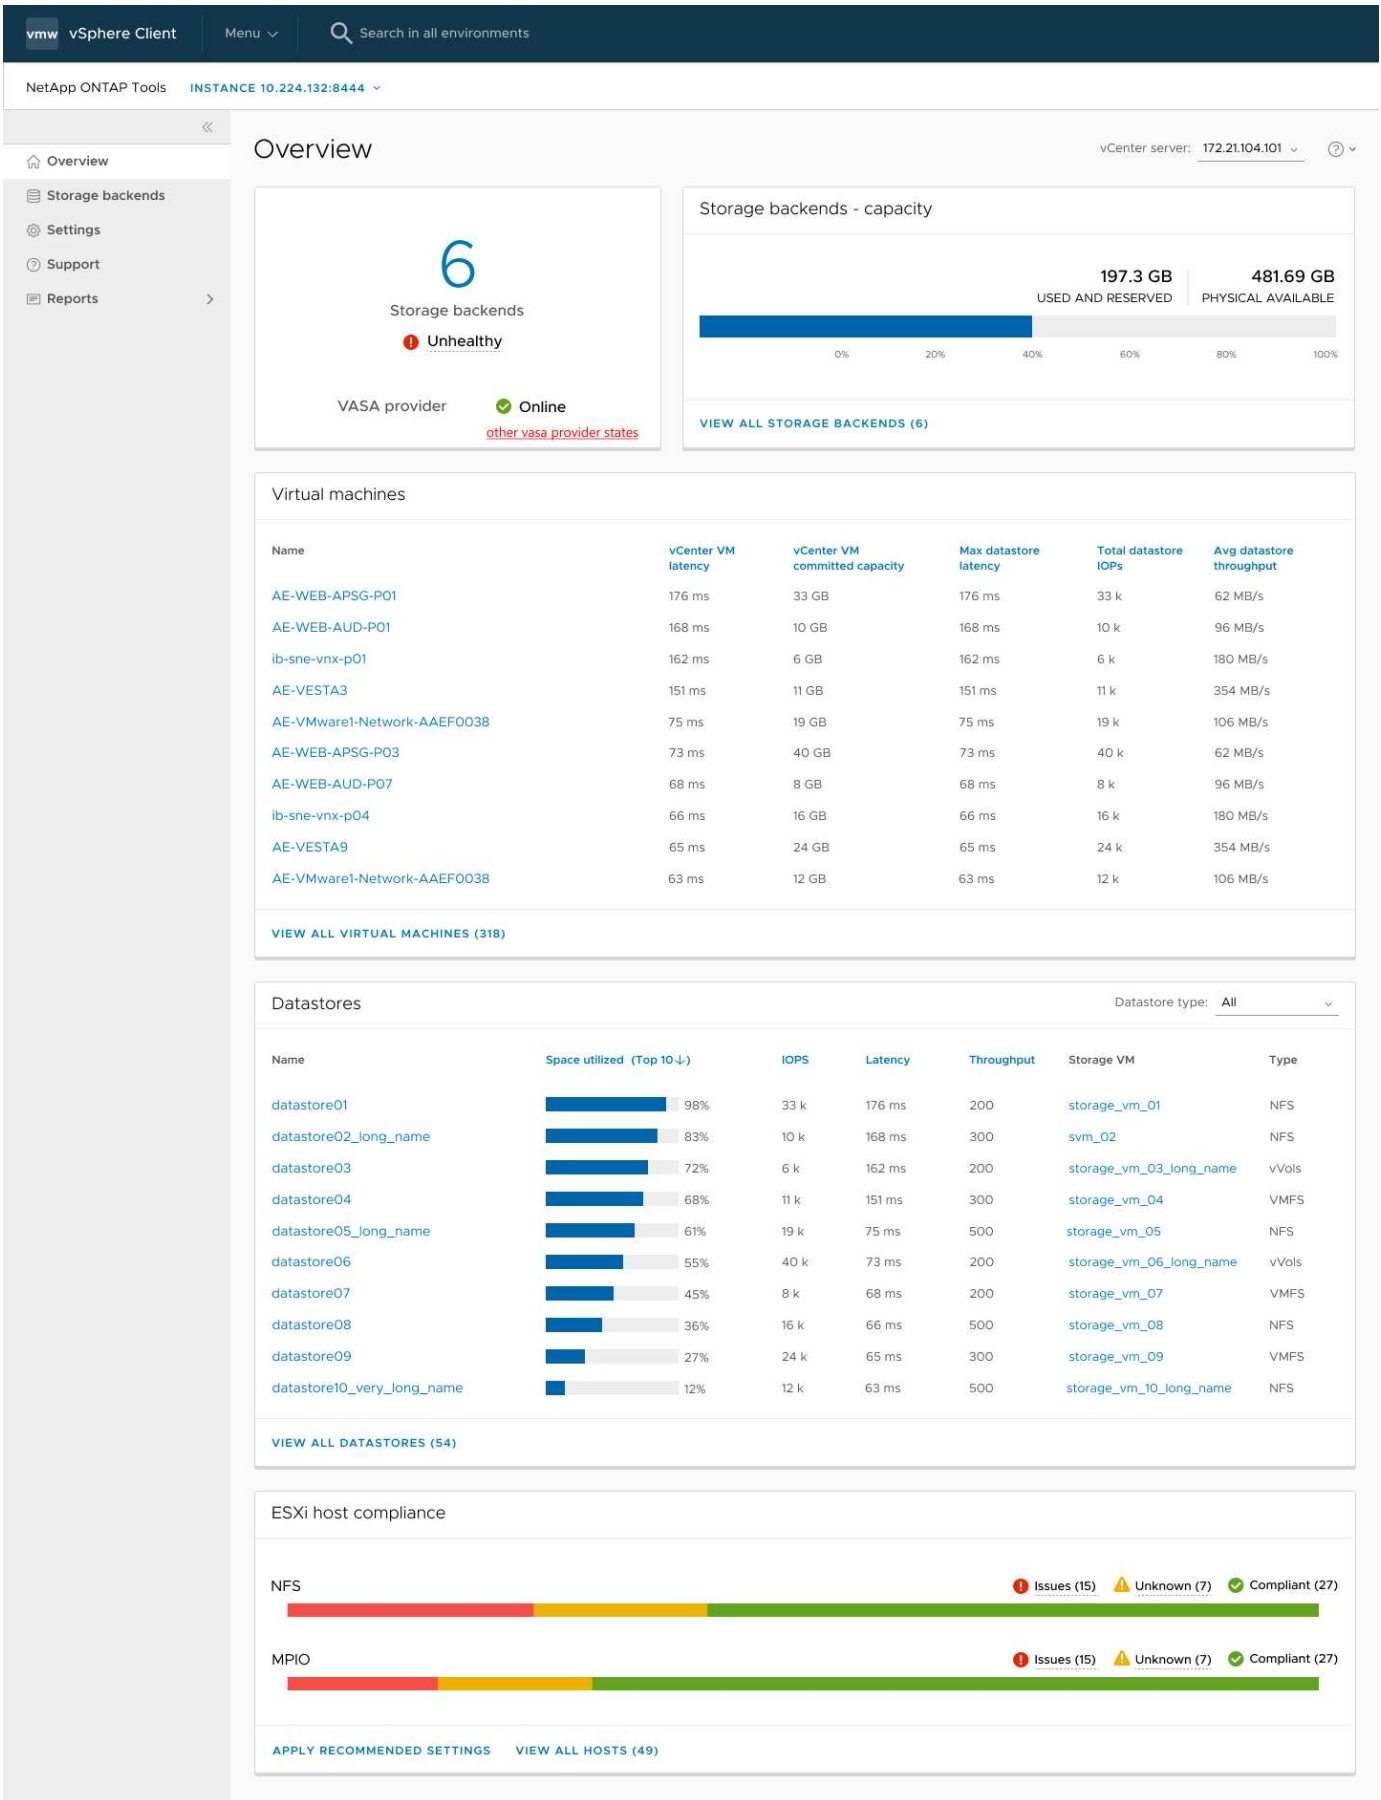 vmw vSphere Client Menu Search in all environments
NetApp ONTAP Tools INSTANCE 10.224.132:8444
Overview
Storage backends
Settings
Support
Reports
Overview vCenter server: 172.21.104.101
6
Storage backends
Unhealthy
VASA provider Online
other vasa provider states
Storage backends - capacity
197.3 GB 481.69 GB
USED AND RESERVED PHYSICAL AVAILABLE
0% 20% 40% 60% 80% 100%
VIEW ALL STORAGE BACKENDS (6)
Virtual machines
Name vCenter VM latency vCenter VM committed capacity Max datastore latency Total datastore IOPs Avg datastore throughput
AE-WEB-APSG-P01 176 ms 33 GB 176 ms 33 k 62 MB/s
AE-WEB-AUD-P01 168 ms 10 GB 168 ms 10 k 96 MB/s
ib-sne-vnx-p01 162 ms 6 GB 162 ms 6 k 180 MB/s
AE-VESTA3 151 ms 11 GB 151 ms 11 k 354 MB/s
AE-VMware1-Network-AAEF0038 75 ms 19 GB 75 ms 19 k 106 MB/s
AE-WEB-APSG-P03 73 ms 40 GB 73 ms 40 k 62 MB/s
AE-WEB-AUD-P07 68 ms 8 GB 68 ms 8 k 96 MB/s
ib-sne-vnx-p04 66 ms 16 GB 66 ms 16 k 180 MB/s
AE-VESTA9 65 ms 24 GB 65 ms 24 k 354 MB/s
AE-VMware1-Network-AAEF0038 63 ms 12 GB 63 ms 12 k 106 MB/s
VIEW ALL VIRTUAL MACHINES (318)
Datastores Datastore type: All
Name Space utilized (Top 10↓) IOPS Latency Throughput Storage VM Type
datastore01 98% 33 k 176 ms 200 storage_vm_01 NFS
datastore02_long_name 83% 10 k 168 ms 300 svm_02 NFS
datastore03 72% 6 k 162 ms 200 storage_vm_03_long_name vVols
datastore04 68% 11 k 151 ms 300 storage_vm_04 VMFS
datastore05_long_name 61% 19 k 75 ms 500 storage_vm_05 NFS
datastore06 55% 40 k 73 ms 200 storage_vm_06_long_name vVols
datastore07 45% 8 k 68 ms 200 storage_vm_07 VMFS
datastore08 36% 16 k 66 ms 500 storage_vm_08 NFS
datastore09 27% 24 k 65 ms 300 storage_vm_09 VMFS
datastore10_very_long_name 12% 12 k 63 ms 500 storage_vm_10_long_name NFS
VIEW ALL DATASTORES (54)
ESXi host compliance
NFS Issues (15) Unknown (7) Compliant (27)
MPIO Issues (15) Unknown (7) Compliant (27)
APPLY RECOMMENDED SETTINGS VIEW ALL HOSTS (49)